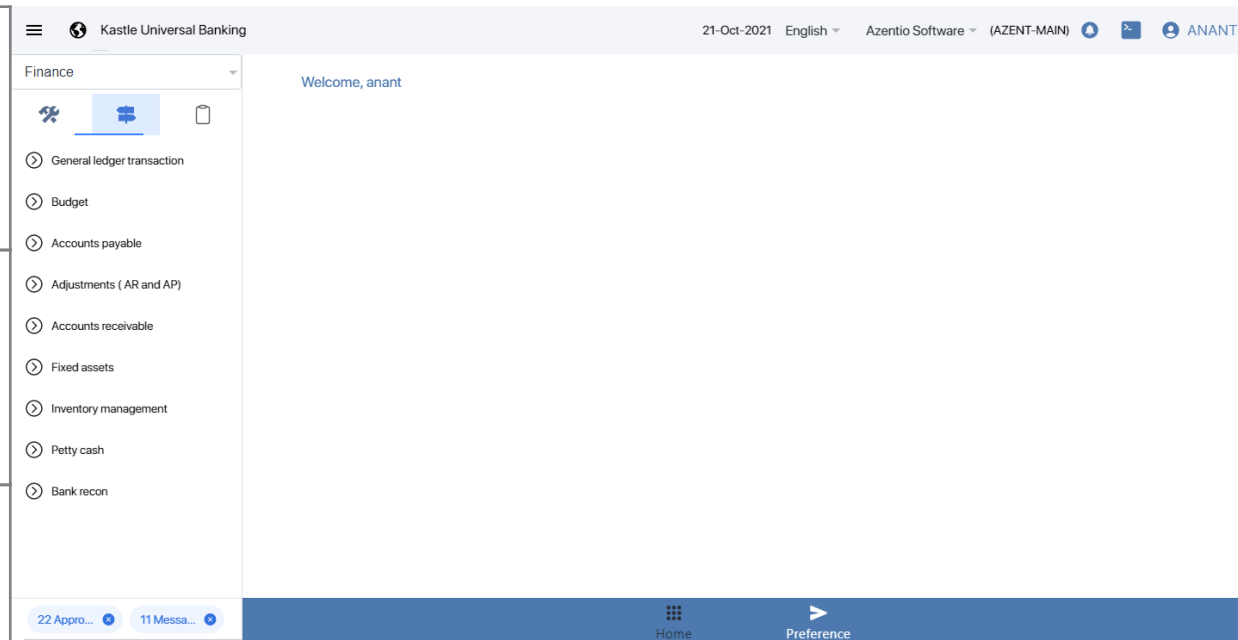 Kastle Universal Banking 21-Oct-2021 English Azentio Software (AZENT-MAIN) ANANT
Finance
Welcome, anant
General ledger transaction
Budget
Accounts payable
Adjustments ( AR and AP)
Accounts receivable
Fixed assets
Inventory management
Petty cash
Bank recon
22 Appro... 11 Messa...
Home Preference